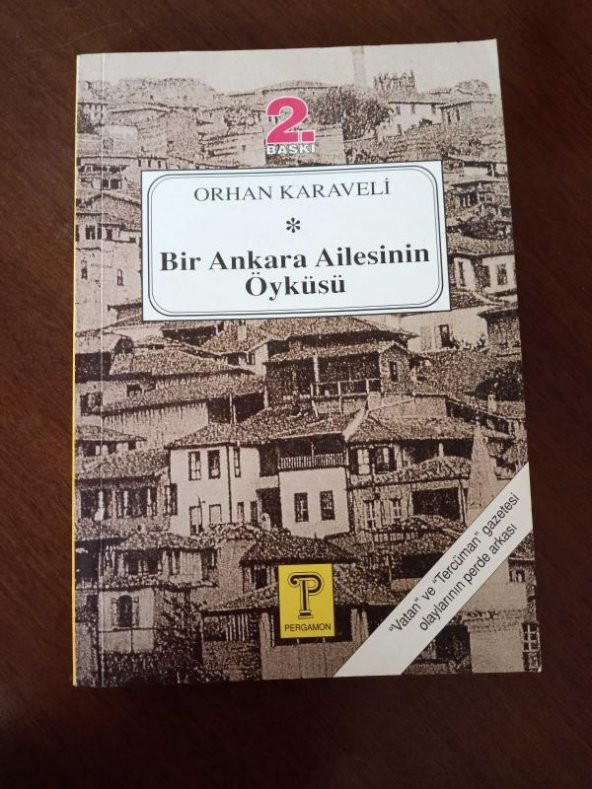 2.
BASKI
ORHAN KARAVELİ
*
Bir Ankara Ailesinin
Öyküsü
"Vatan" ve "Tercüman" gazetesi
olaylarının perde arkası
P
PERGAMON